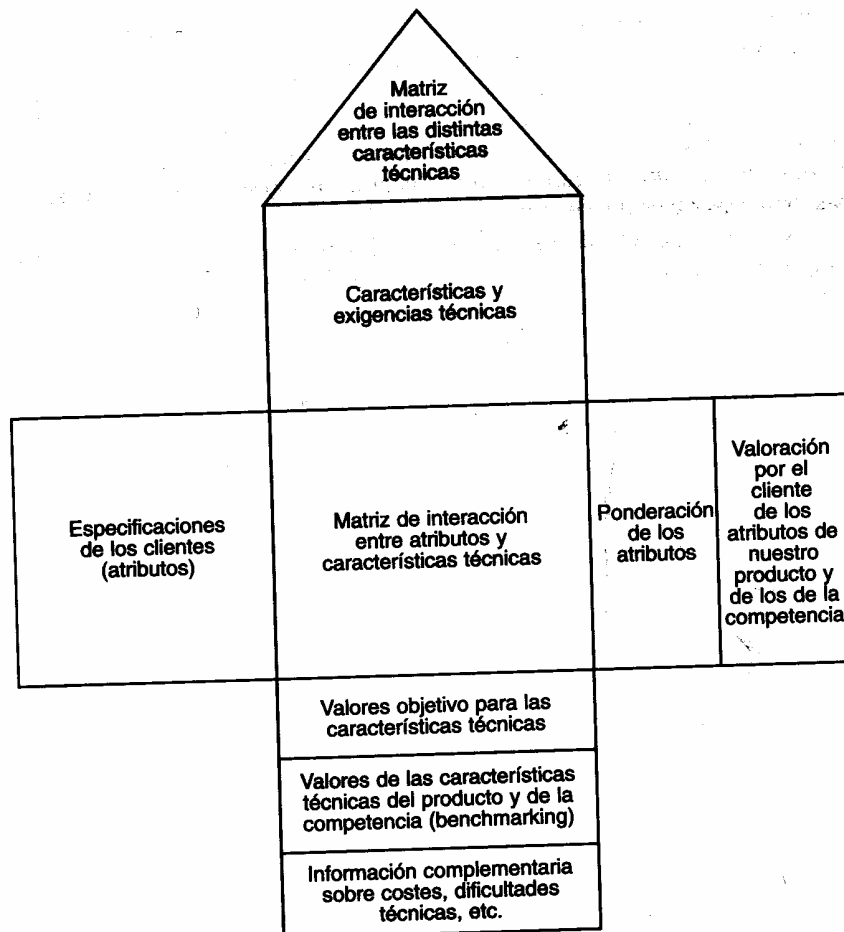 Matriz
de interacción
entre las distintas
características
técnicas
Características y
exigencias técnicas
Especificaciones
de los clientes
(atributos)
Matriz de interacción
entre atributos y
características técnicas
Ponderación
de los
atributos
Valoración
por el
cliente
de los
atributos de
nuestro
producto y
de los de la
competencia
Valores objetivo para las
características técnicas
Valores de las características
técnicas del producto y de la
competencia (benchmarking)
Información complementaria
sobre costes, dificultades
técnicas, etc.